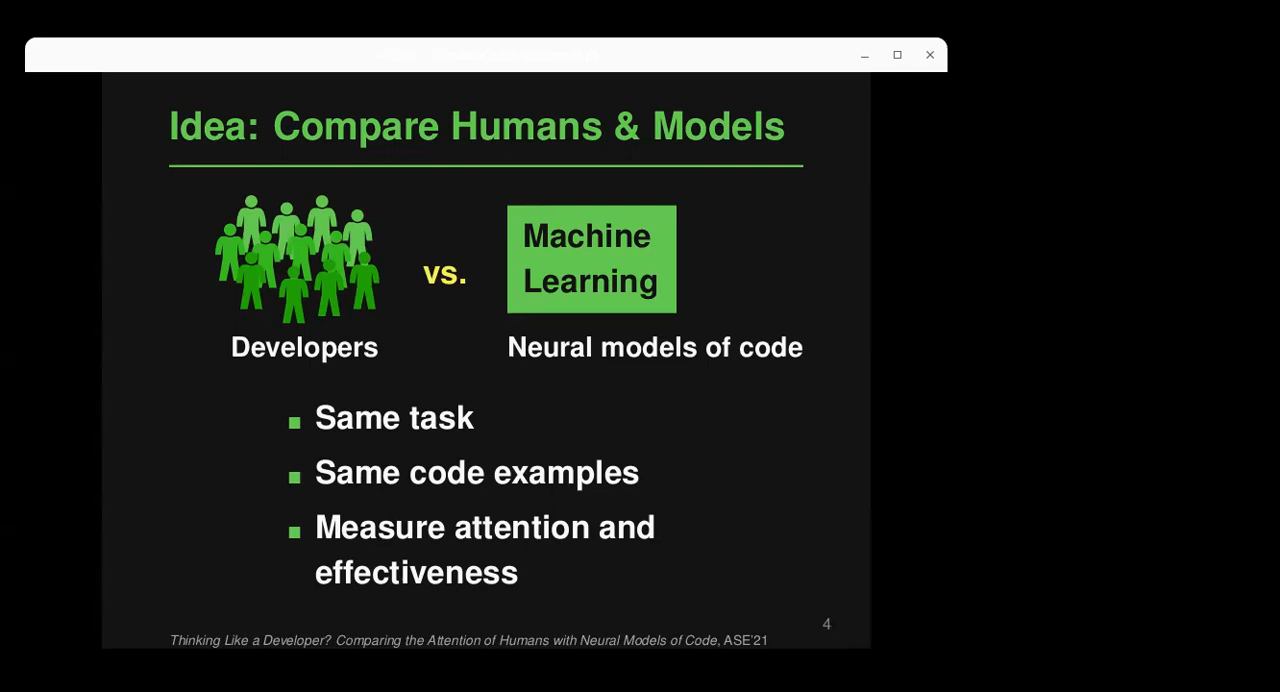 Idea: Compare Humans & Models
vs.
Machine
Learning
Developers
Neural models of code
Same task
Same code examples
Measure attention and
effectiveness
4
Thinking Like a Developer? Comparing the Attention of Humans with Neural Models of Code, ASE'21